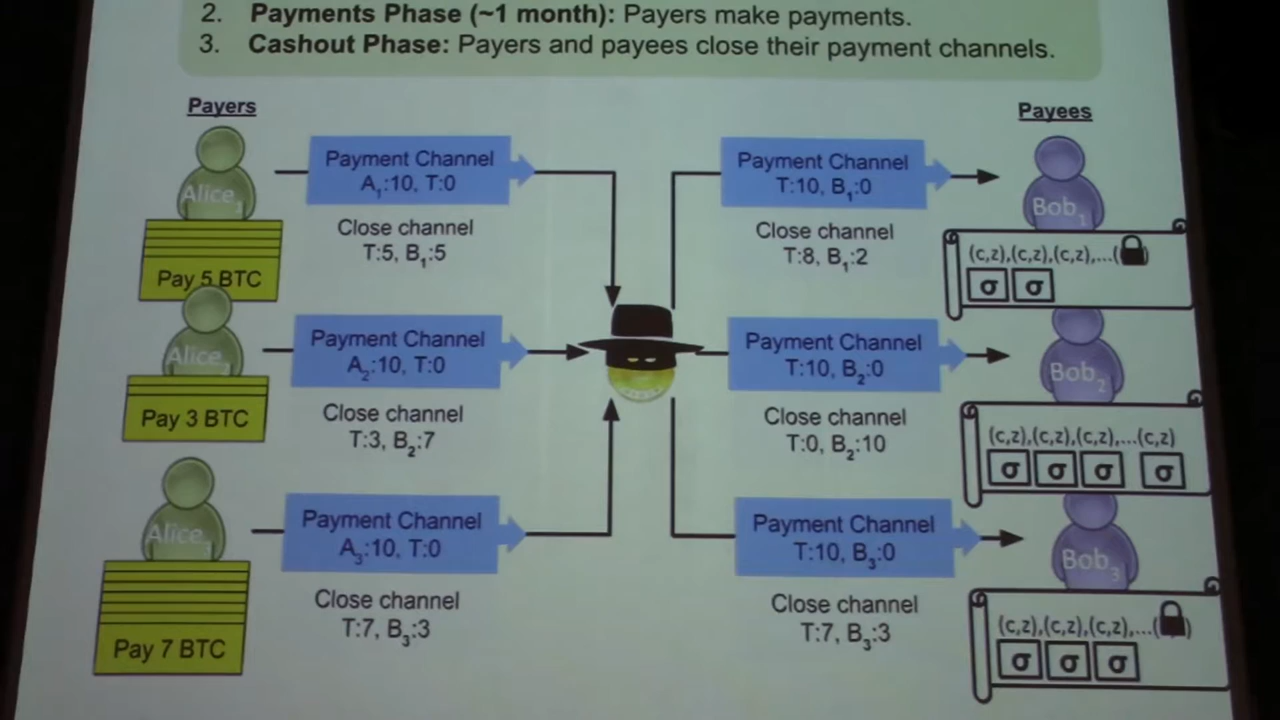 2. Payments Phase (~1 month): Payers make payments.
3. Cashout Phase: Payers and payees close their payment channels.
Payers
Payees
Alice1
Payment Channel
A1:10, T:0
Close channel
T:5, B1:5
Pay 5 BTC
Payment Channel
T:10, B1:0
Close channel
T:8, B1:2
Bob1
(c,z),(c,z),(c,z),...( )
σ σ
Alice2
Payment Channel
A2:10, T:0
Close channel
T:3, B2:7
Pay 3 BTC
Payment Channel
T:10, B2:0
Close channel
T:0, B2:10
Bob2
(c,z),(c,z),(c,z),...(c,z)
σ σ σ σ
Alice3
Payment Channel
A3:10, T:0
Close channel
T:7, B3:3
Pay 7 BTC
Payment Channel
T:10, B3:0
Close channel
T:7, B3:3
Bob3
(c,z),(c,z),(c,z),...( )
σ σ σ